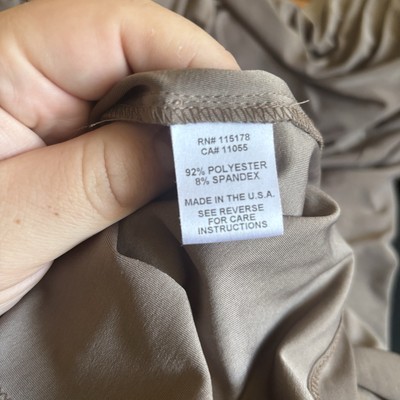 RN# 115178
CA# 11055
92% POLYESTER
8% SPANDEX
MADE IN THE U.S.A.
SEE REVERSE
FOR CARE
INSTRUCTIONS